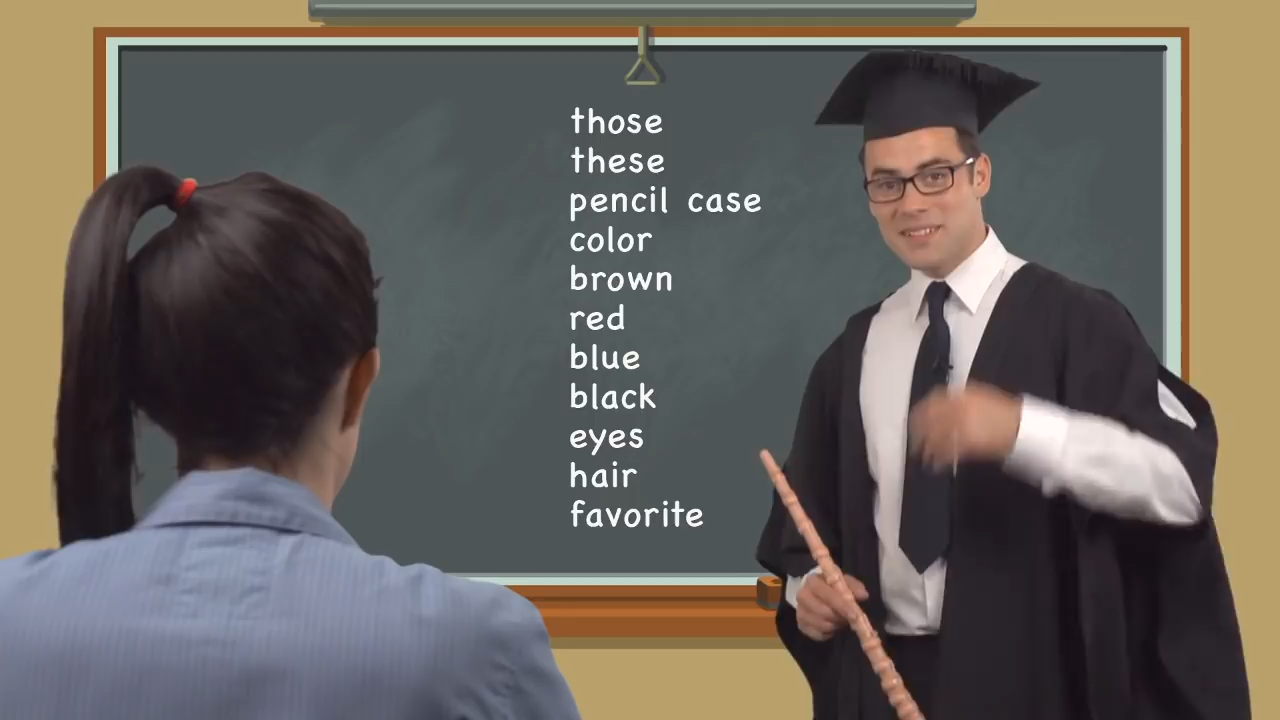 those
these
pencil case
color
brown
red
blue
black
eyes
hair
favorite